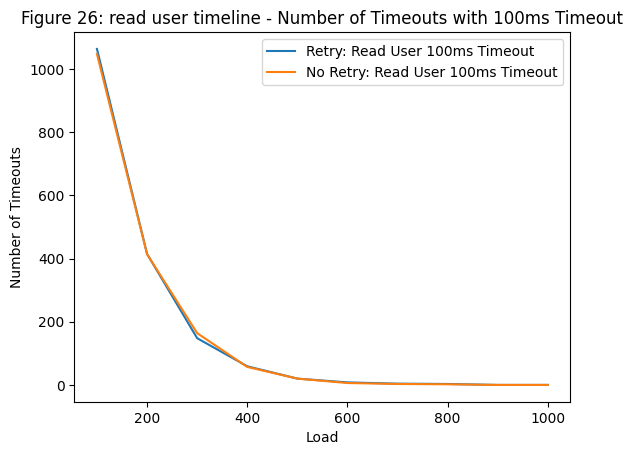 Figure 26: read user timeline - Number of Timeouts with 100ms Timeout
Retry: Read User 100ms Timeout
No Retry: Read User 100ms Timeout
Number of Timeouts
1000
800
600
400
200
0
200
400
600
800
1000
Load